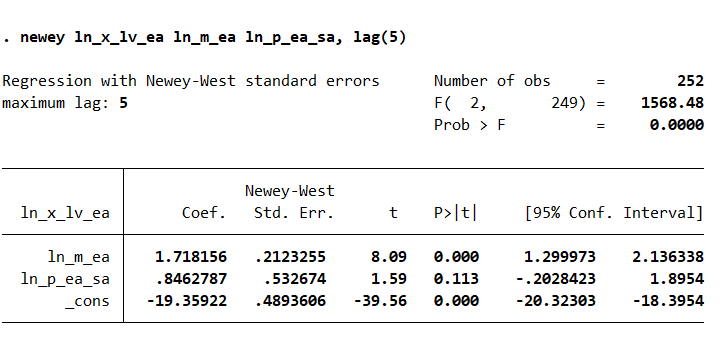 . newey ln_x_lv_ea ln_m_ea ln_p_ea_sa, lag(5)
Regression with Newey-West standard errors Number of obs = 252
maximum lag: 5 F( 2, 249) = 1568.48
Prob > F = 0.0000
Newey-West
ln_x_lv_ea Coef. Std. Err. t P>|t| [95% Conf. Interval]
ln_m_ea 1.718156 .2123255 8.09 0.000 1.299973 2.136338
ln_p_ea_sa .8462787 .532674 1.59 0.113 -.2028423 1.8954
_cons -19.35922 .4893606 -39.56 0.000 -20.32303 -18.3954